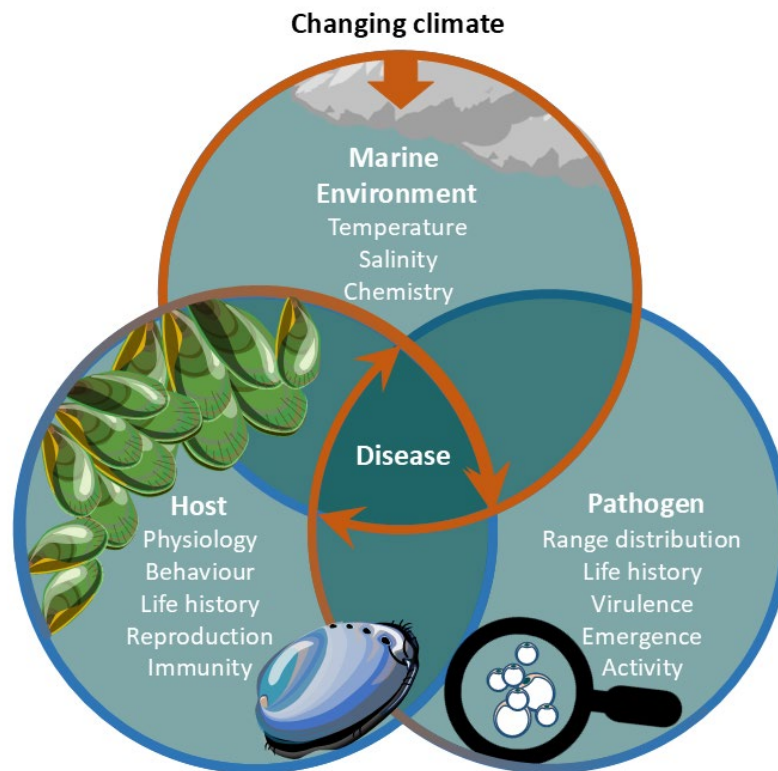 Changing climate
Marine
Environment
Temperature
Salinity
Chemistry
Disease
Host
Physiology
Behaviour
Life history
Reproduction
Immunity
Pathogen
Range distribution
Life history
Virulence
Emergence
Activity